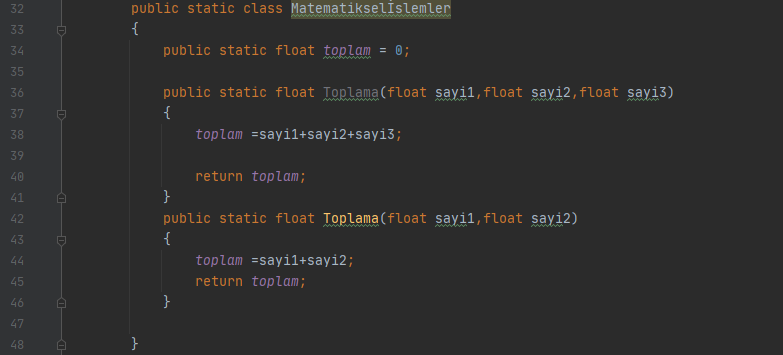 32 public static class MatematikselIslemler
33 {
34 public static float toplam = 0;
35
36 public static float Toplama(float sayi1,float sayi2,float sayi3)
37 {
38 toplam =sayi1+sayi2+sayi3;
39
40 return toplam;
41 }
42 public static float Toplama(float sayi1,float sayi2)
43 {
44 toplam =sayi1+sayi2;
45 return toplam;
46 }
47
48 }